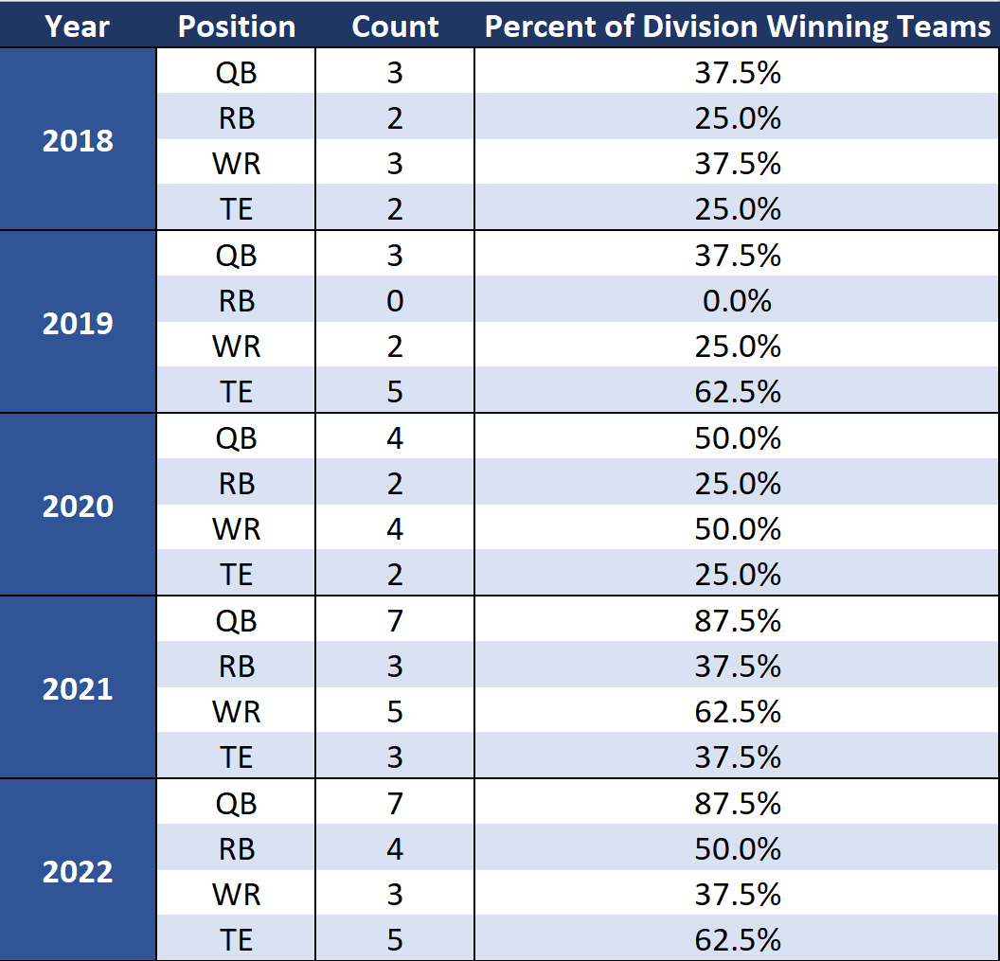 Year Position Count Percent of Division Winning Teams
2018
QB 3 37.5%
RB 2 25.0%
WR 3 37.5%
TE 2 25.0%
2019
QB 3 37.5%
RB 0 0.0%
WR 2 25.0%
TE 5 62.5%
2020
QB 4 50.0%
RB 2 25.0%
WR 4 50.0%
TE 2 25.0%
2021
QB 7 87.5%
RB 3 37.5%
WR 5 62.5%
TE 3 37.5%
2022
QB 7 87.5%
RB 4 50.0%
WR 3 37.5%
TE 5 62.5%